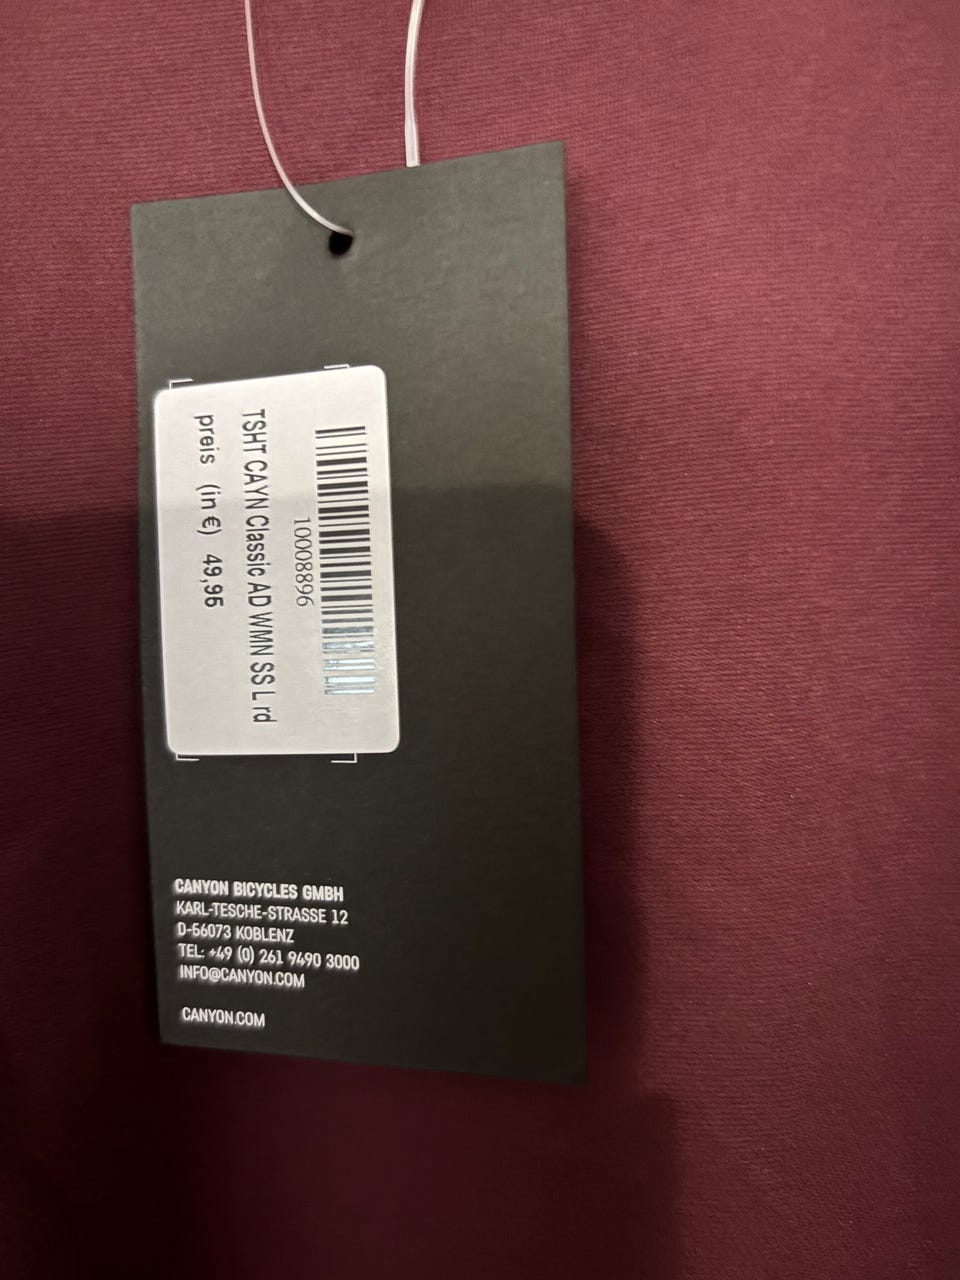 10008896
TSHT CAYN Classic AD WMN SS L rd
preis (in €) 49,95
CANYON BICYCLES GMBH
KARL-TESCHE-STRASSE 12
D-56073 KOBLENZ
TEL: +49 (0) 261 9490 3000
INFO@CANYON.COM
CANYON.COM